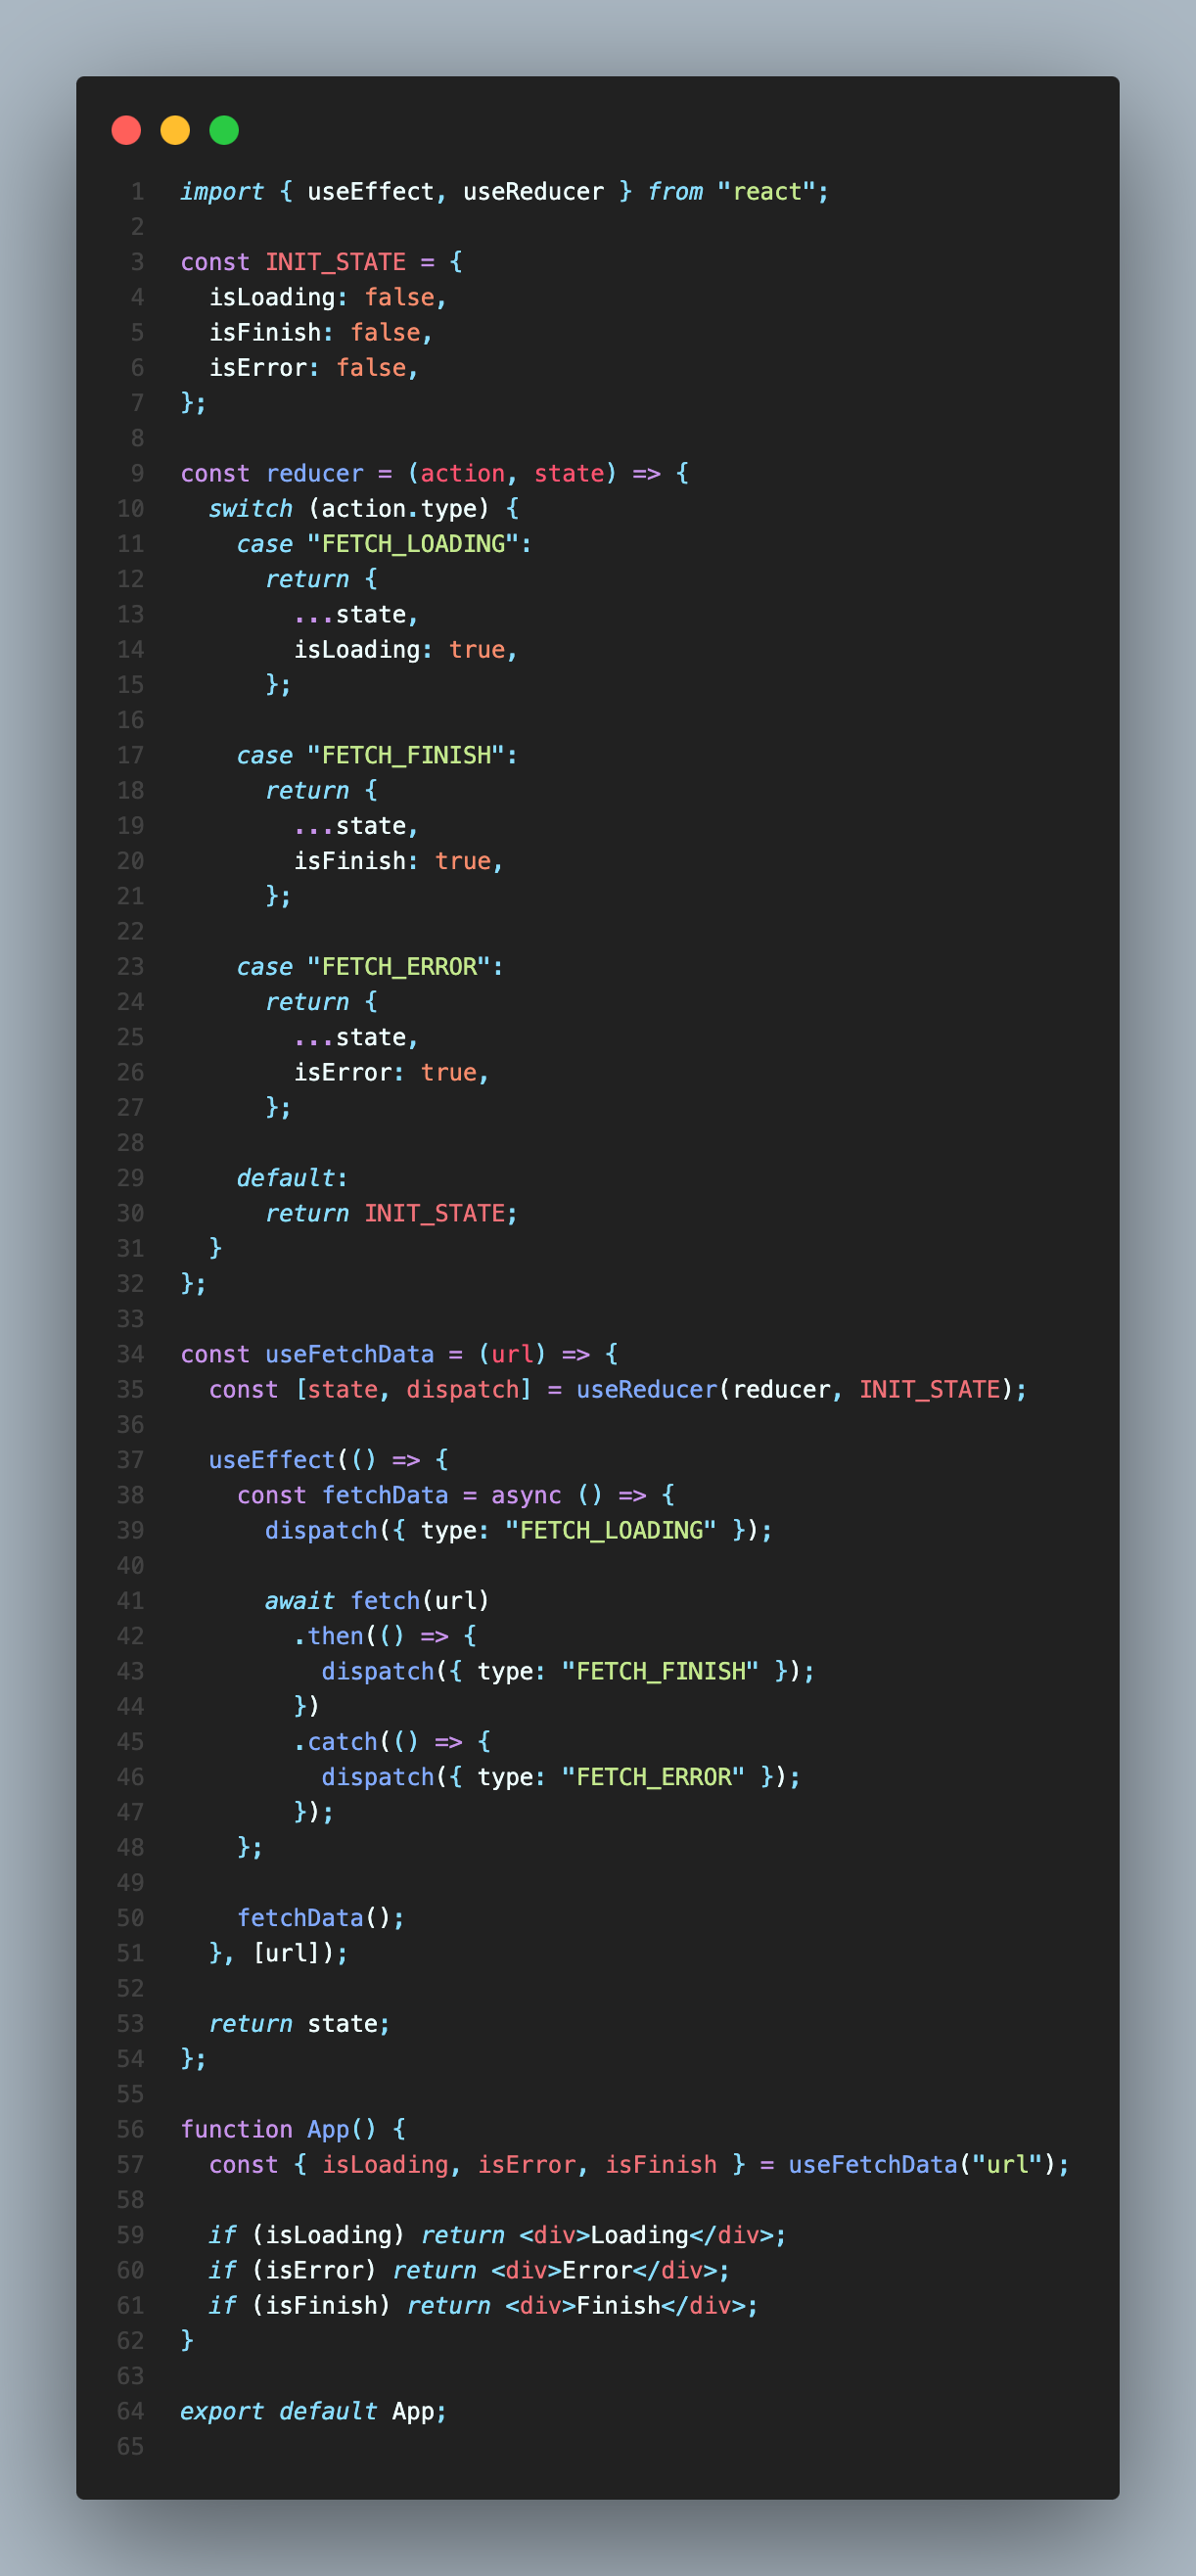 1 import { useEffect, useReducer } from "react";
2
3 const INIT_STATE = {
4   isLoading: false,
5   isFinish: false,
6   isError: false,
7 };
8
9 const reducer = (action, state) => {
10   switch (action.type) {
11     case "FETCH_LOADING":
12       return {
13         ...state,
14         isLoading: true,
15       };
16
17     case "FETCH_FINISH":
18       return {
19         ...state,
20         isFinish: true,
21       };
22
23     case "FETCH_ERROR":
24       return {
25         ...state,
26         isError: true,
27       };
28
29     default:
30       return INIT_STATE;
31   }
32 };
33
34 const useFetchData = (url) => {
35   const [state, dispatch] = useReducer(reducer, INIT_STATE);
36
37   useEffect(() => {
38     const fetchData = async () => {
39       dispatch({ type: "FETCH_LOADING" });
40
41       await fetch(url)
42         .then(() => {
43           dispatch({ type: "FETCH_FINISH" });
44         })
45         .catch(() => {
46           dispatch({ type: "FETCH_ERROR" });
47         });
48     };
49
50     fetchData();
51   }, [url]);
52
53   return state;
54 };
55
56 function App() {
57   const { isLoading, isError, isFinish } = useFetchData("url");
58
59   if (isLoading) return <div>Loading</div>;
60   if (isError) return <div>Error</div>;
61   if (isFinish) return <div>Finish</div>;
62 }
63
64 export default App;
65